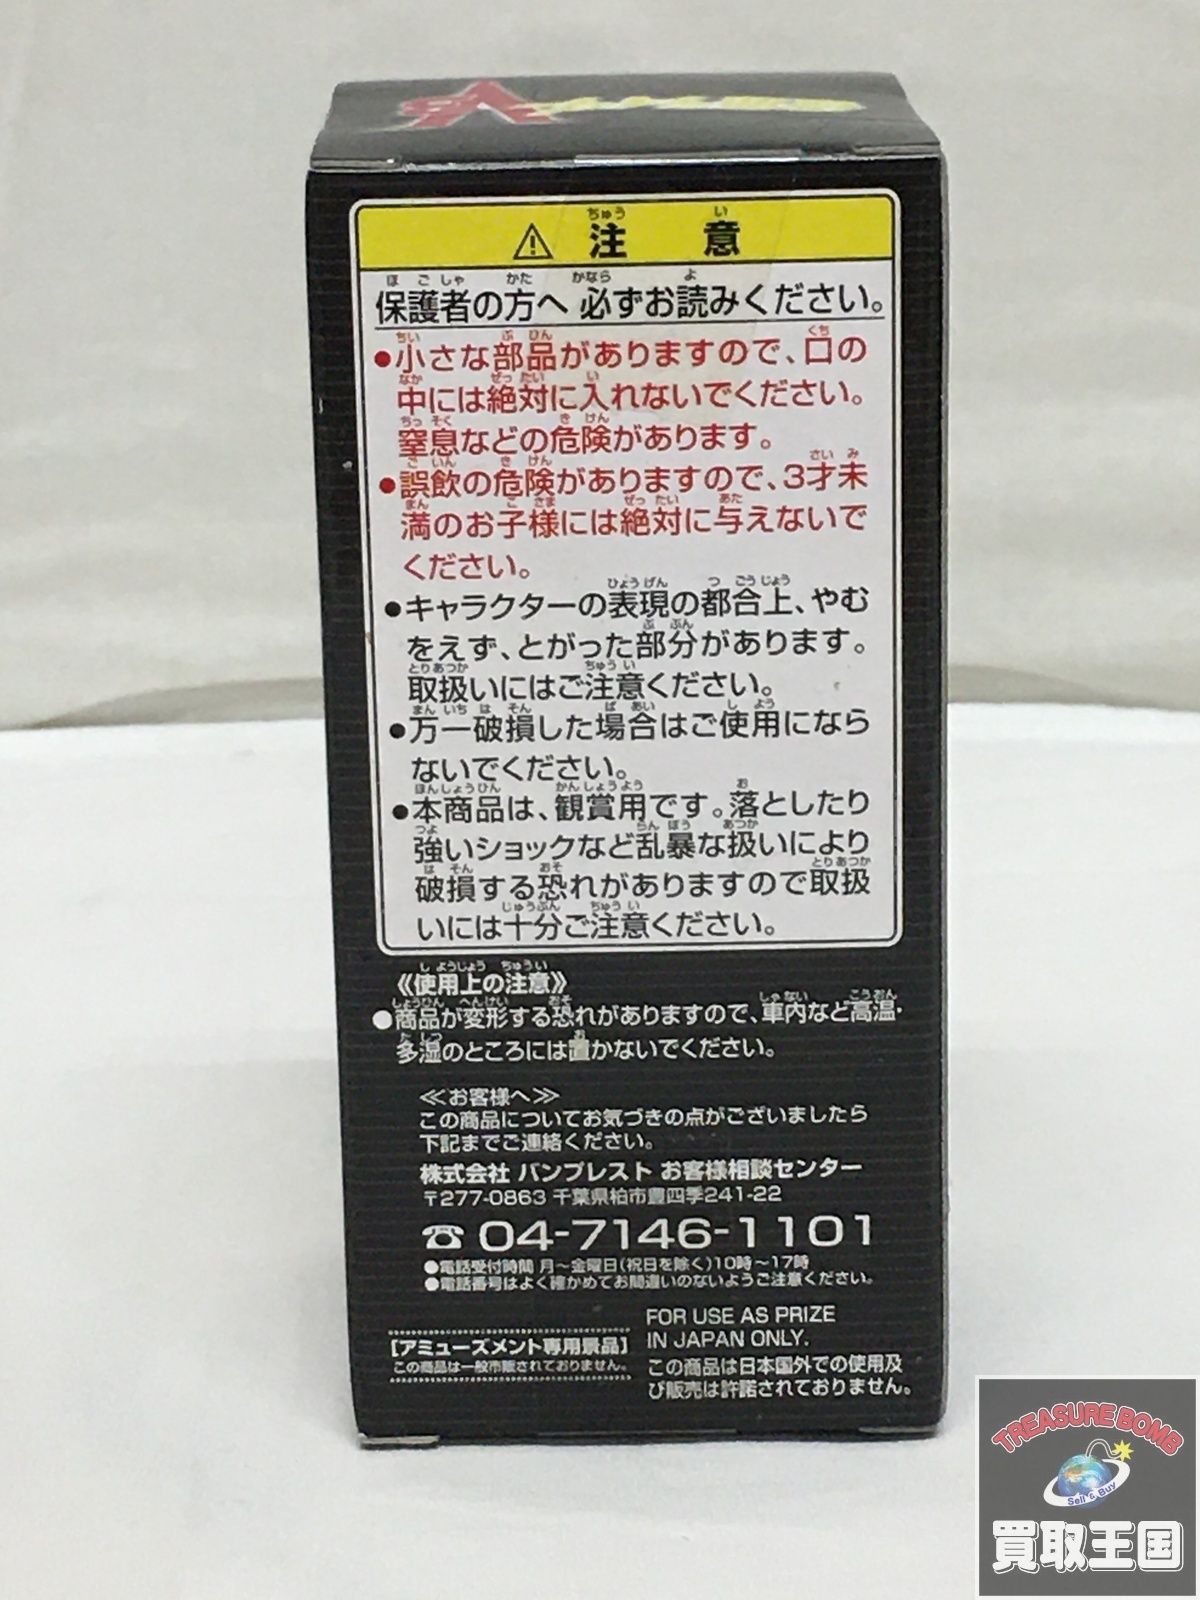 注 意
保護者の方へ 必ずお読みください。
●小さな部品がありますので、口の
中には絶対に入れないでください。
窒息などの危険があります。
●誤飲の危険がありますので、3才未
満のお子様には絶対に与えないで
ください。
●キャラクターの表現の都合上、やむ
をえず、とがった部分があります。
取扱いにはご注意ください。
●万一破損した場合はご使用になら
ないでください。
●本商品は、観賞用です。落としたり
強いショックなど乱暴な扱いにより
破損する恐れがありますので取扱
いには十分ご注意ください。
《使用上の注意》
●商品が変形する恐れがありますので、車内など高温・
多湿のところには置かないでください。
≪お客様へ≫
この商品についてお気づきの点がございましたら
下記までご連絡ください。
株式会社 バンプレスト お客様相談センター
〒277-0863 千葉県柏市豊四季241-22
☎ 04-7146-1101
●電話受付時間 月～金曜日(祝日を除く)10時～17時
●電話番号はよく確かめてお間違いのないようご注意ください。
[アミューズメント専用景品]
この商品は一般市販されておりません。
FOR USE AS PRIZE
IN JAPAN ONLY.
この商品は日本国外での使用及
び販売は許諾されておりません。
TREASURE BOMB
Sell & Buy
買取王国